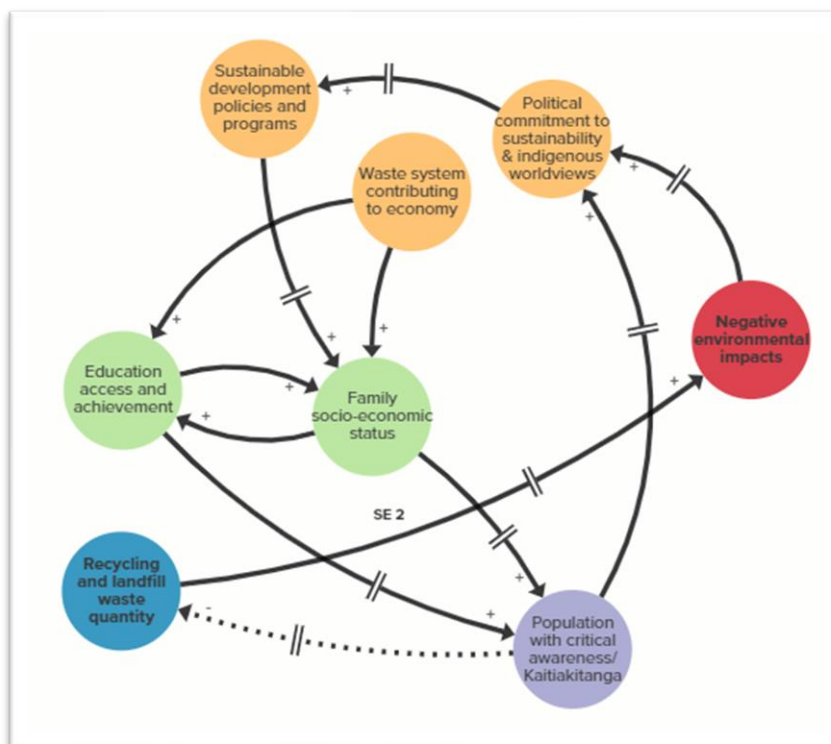 Sustainable
development
policies and
programs
Political
commitment to
sustainability
& indigenous
worldviews
Waste system
contributing
to economy
Negative
environmental
impacts
Education
access and
achievement
Family
socio-economic
status
SE 2
Recycling
and landfill
waste
quantity
Population
with critical
awareness/
Kaitiakitanga
+
+
+
+
+
+
+
+
+
+
+
-